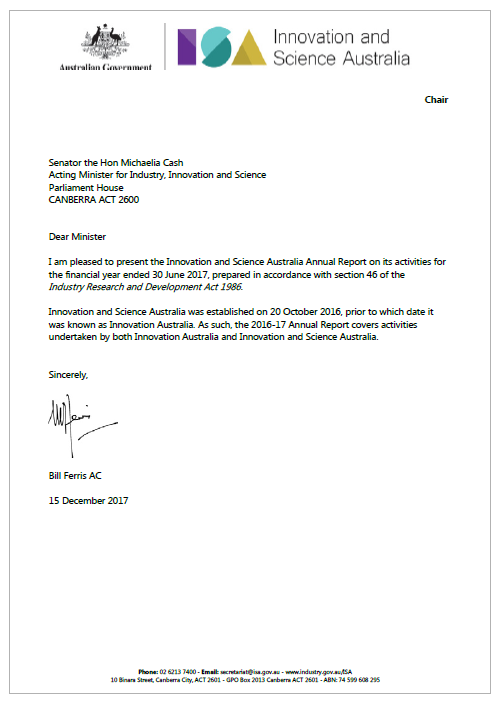 Australian Government
ISA
Innovation and
Science Australia
Chair
Senator the Hon Michaelia Cash
Acting Minister for Industry, Innovation and Science
Parliament House
CANBERRA ACT 2600
Dear Minister
I am pleased to present the Innovation and Science Australia Annual Report on its activities for
the financial year ended 30 June 2017, prepared in accordance with section 46 of the
Industry Research and Development Act 1986.
Innovation and Science Australia was established on 20 October 2016, prior to which date it
was known as Innovation Australia. As such, the 2016-17 Annual Report covers activities
undertaken by both Innovation Australia and Innovation and Science Australia.
Sincerely,
Bill Ferris AC
15 December 2017
Phone: 02 6213 7400 - Email: secretariat@isa.gov.au - www.industry.gov.au/ISA
10 Binara Street, Canberra City, ACT 2601 - GPO Box 2013 Canberra ACT 2601 - ABN: 74 599 608 295